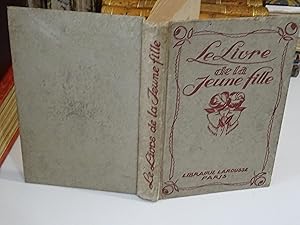 Le Livre de la Jeune fille
Le Livre
de la
Jeune fille
LIBRAIRIE LAROUSSE
PARIS